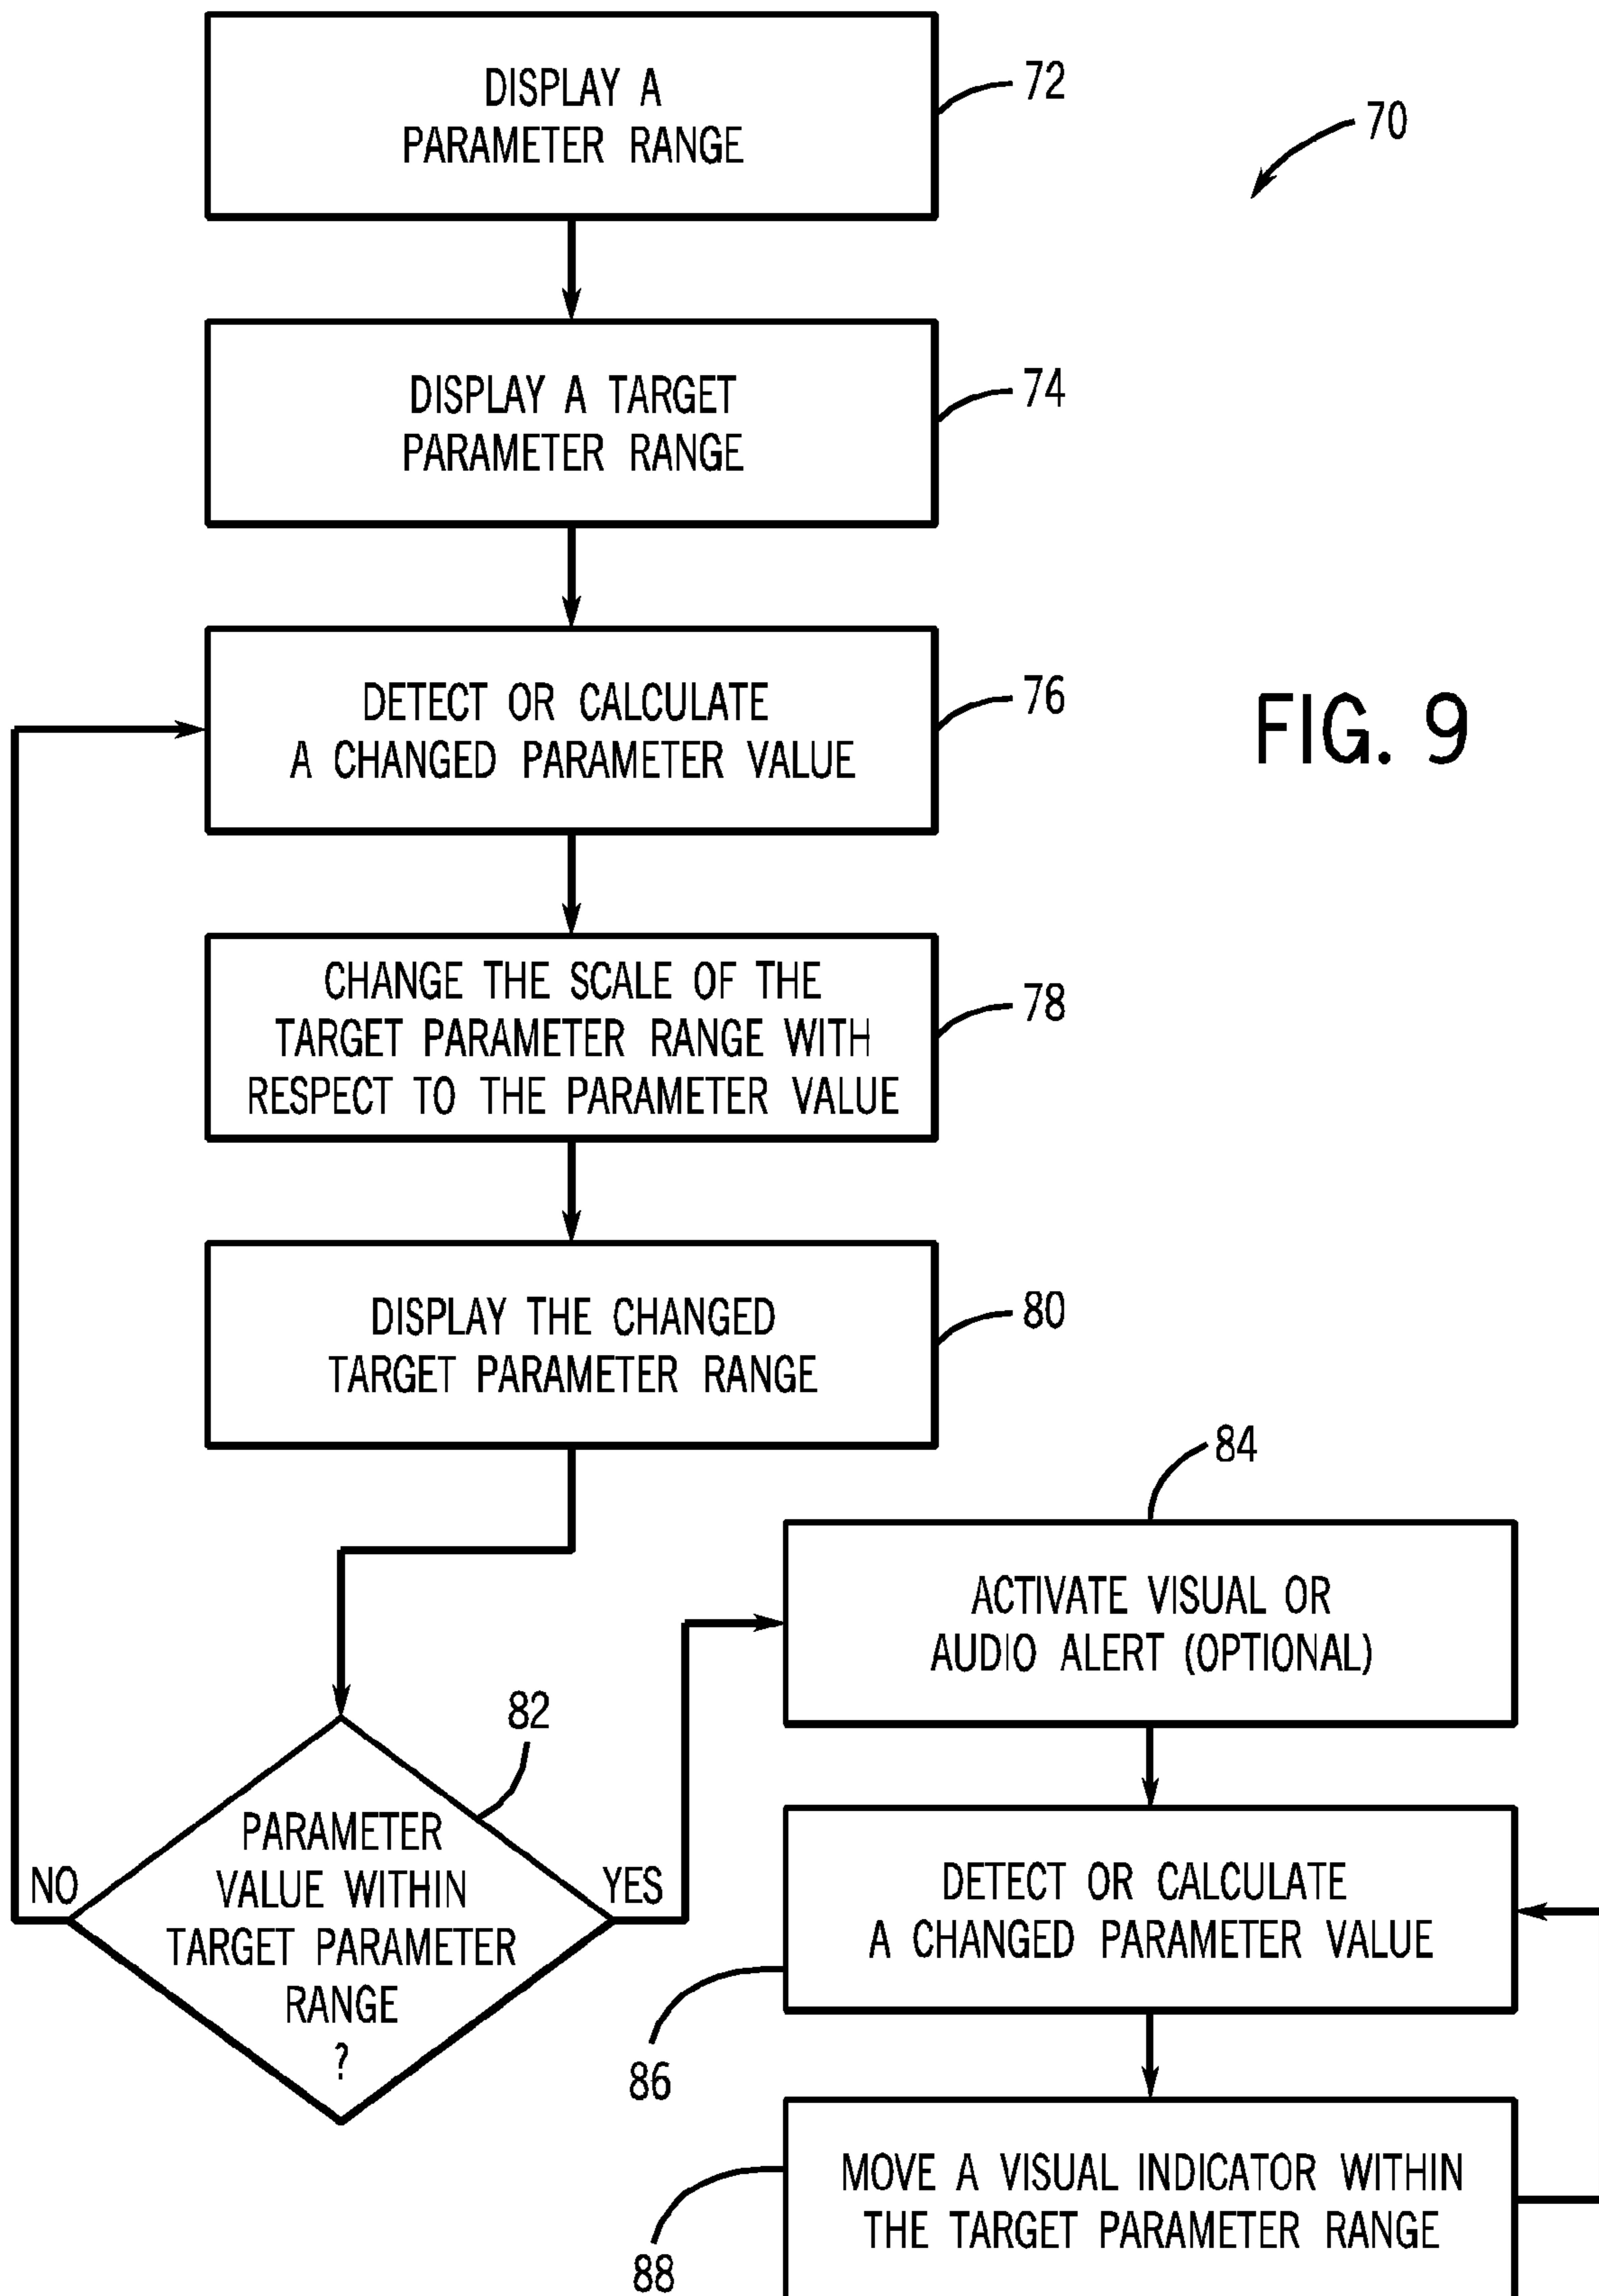 DISPLAY A
PARAMETER RANGE
72
70
DISPLAY A TARGET
PARAMETER RANGE
74
DETECT OR CALCULATE
A CHANGED PARAMETER VALUE
76
FIG. 9
CHANGE THE SCALE OF THE
TARGET PARAMETER RANGE WITH
RESPECT TO THE PARAMETER VALUE
78
DISPLAY THE CHANGED
TARGET PARAMETER RANGE
80
84
ACTIVATE VISUAL OR
AUDIO ALERT (OPTIONAL)
82
PARAMETER
VALUE WITHIN
TARGET PARAMETER
RANGE
?
NO
YES
DETECT OR CALCULATE
A CHANGED PARAMETER VALUE
86
MOVE A VISUAL INDICATOR WITHIN
THE TARGET PARAMETER RANGE
88